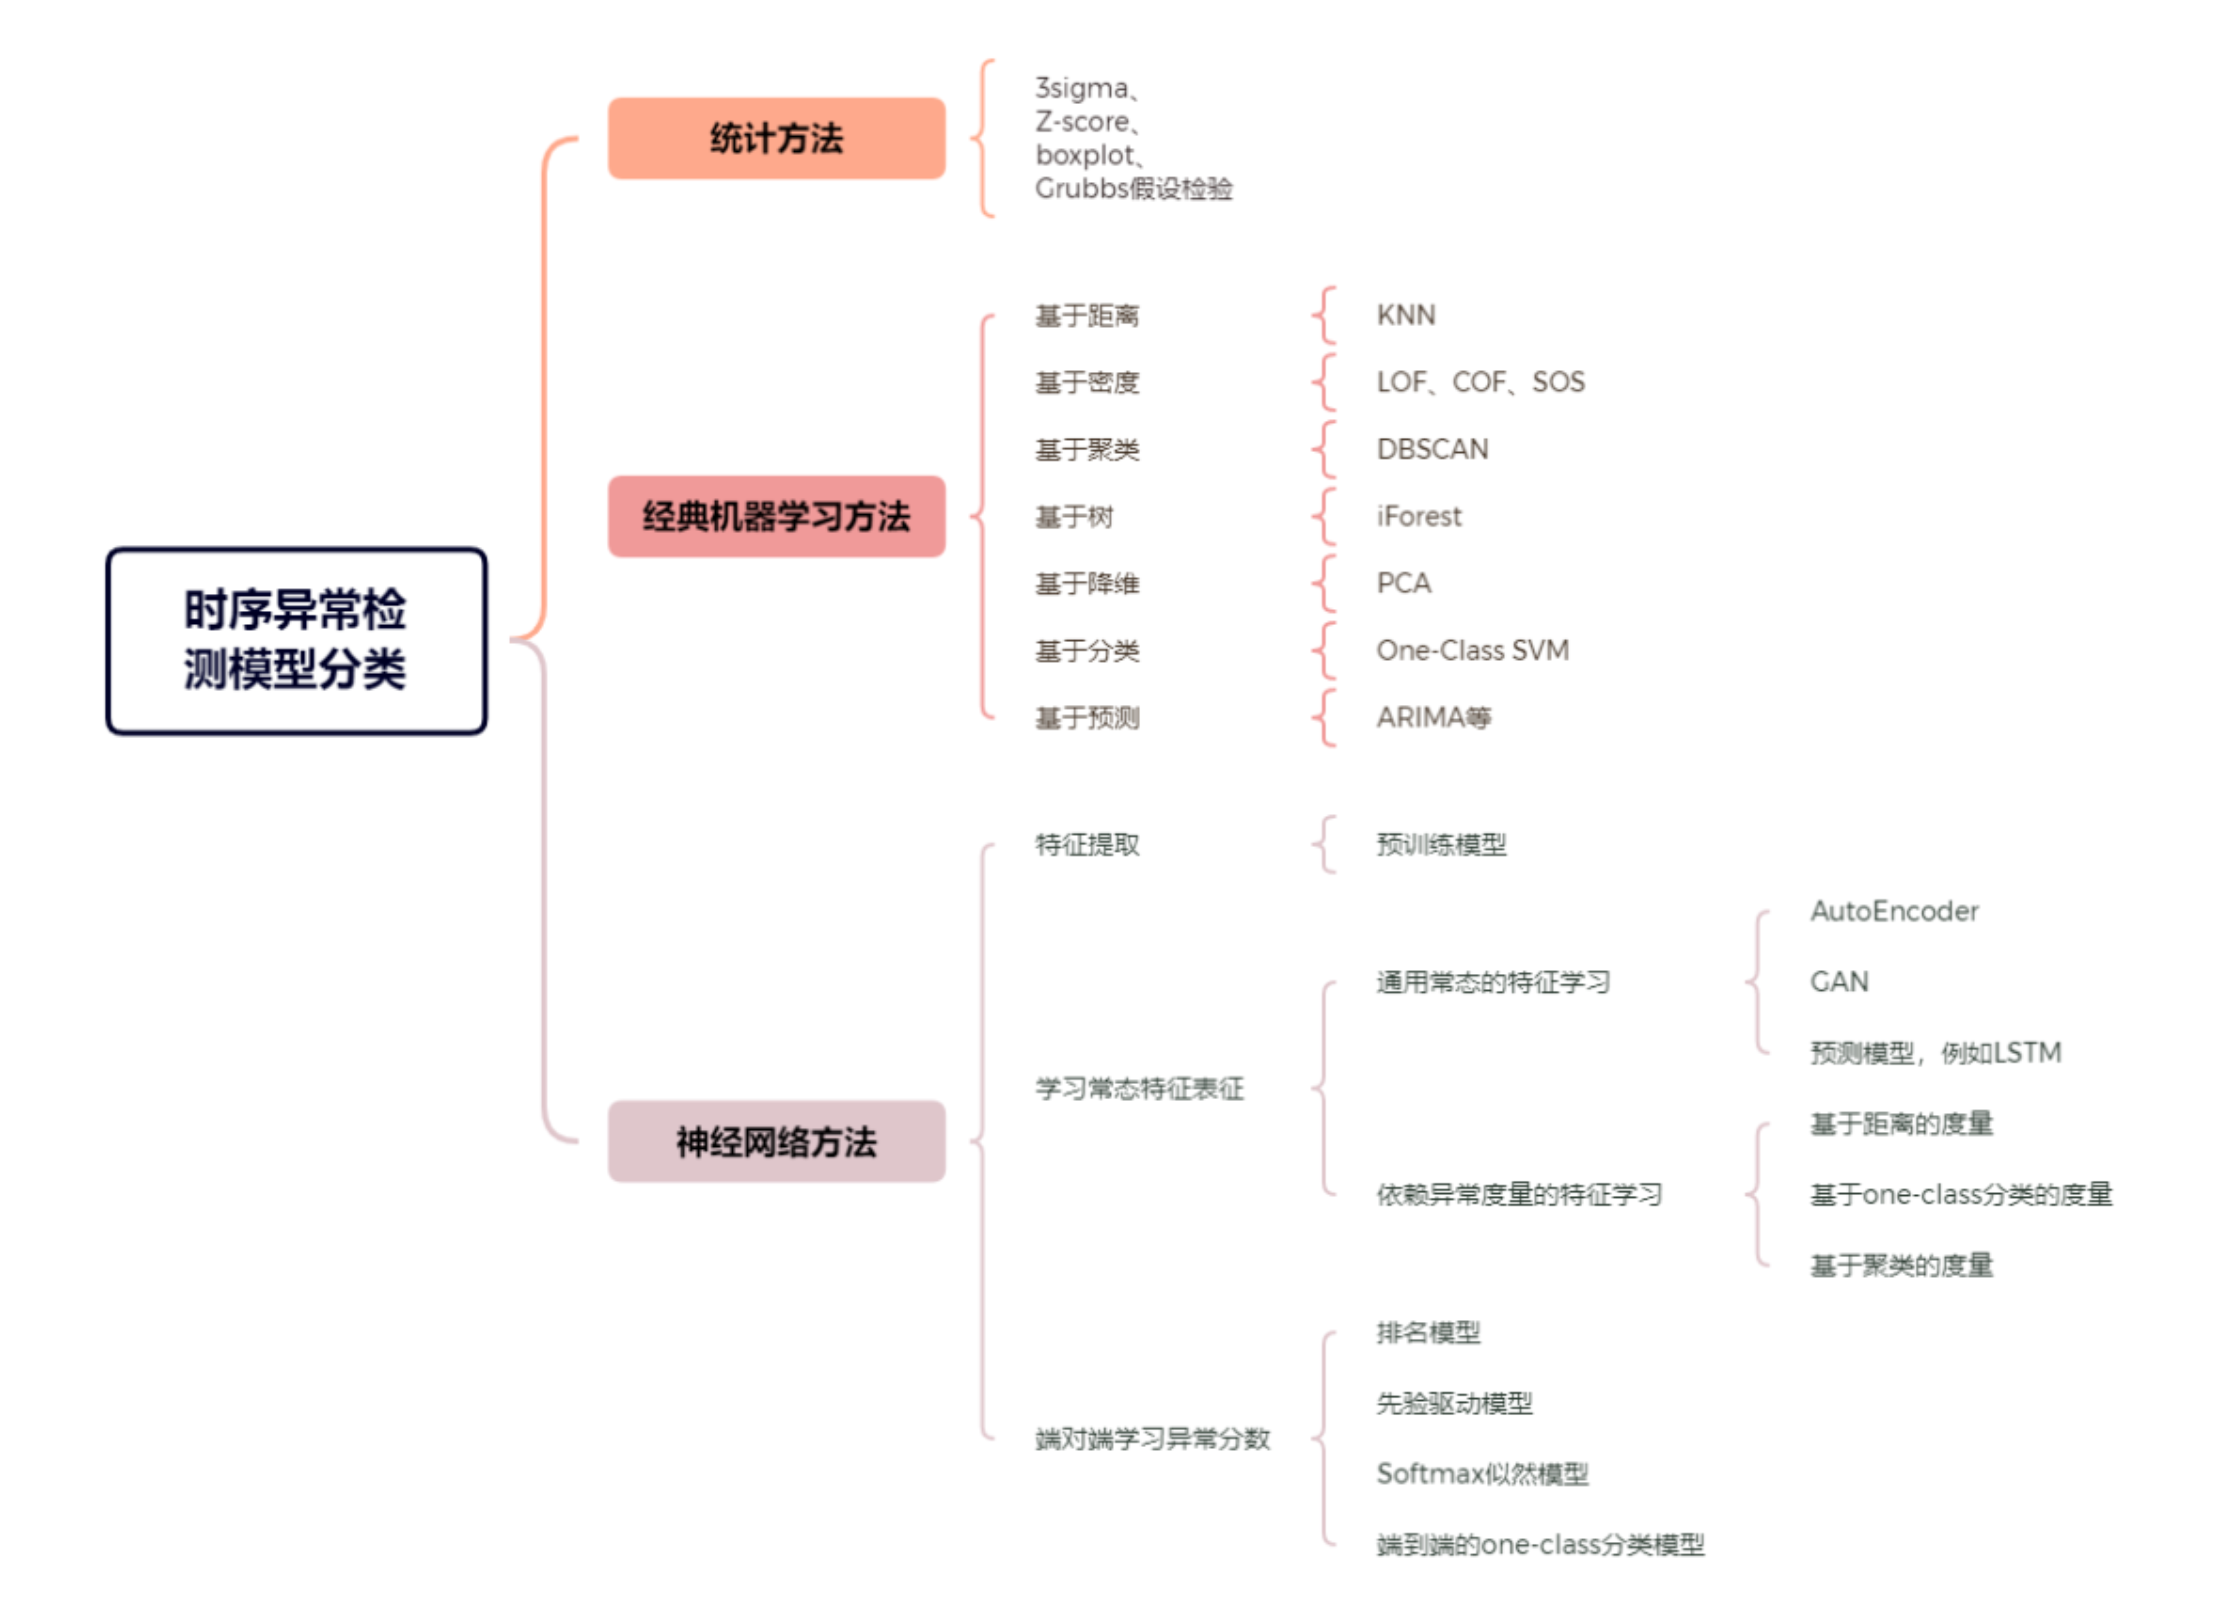 时序异常检
测模型分类
统计方法
3sigma、
Z-score、
boxplot、
Grubbs假设检验
经典机器学习方法
基于距离
KNN
基于密度
LOF、COF、SOS
基于聚类
DBSCAN
基于树
iForest
基于降维
PCA
基于分类
One-Class SVM
基于预测
ARIMA等
神经网络方法
特征提取
预训练模型
学习常态特征表征
通用常态的特征学习
AutoEncoder
GAN
预测模型，例如LSTM
依赖异常度量的特征学习
基于距离的度量
基于one-class分类的度量
基于聚类的度量
端对端学习异常分数
排名模型
先验驱动模型
Softmax似然模型
端到端的one-class分类模型